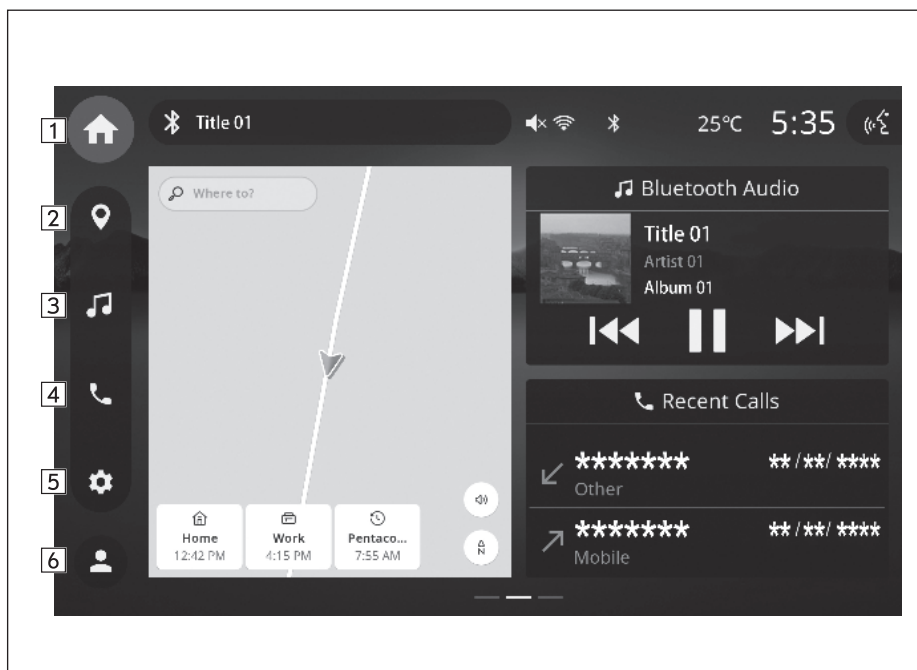 1
Title 01
25°C
5:35
2
Where to?
Bluetooth Audio
Title 01
Artist 01
Album 01
3
4
Recent Calls
******* **/**/****
Other
******* **/**/****
Mobile
5
Home
12:42 PM
Work
4:15 PM
Pentaco...
7:55 AM
N
6